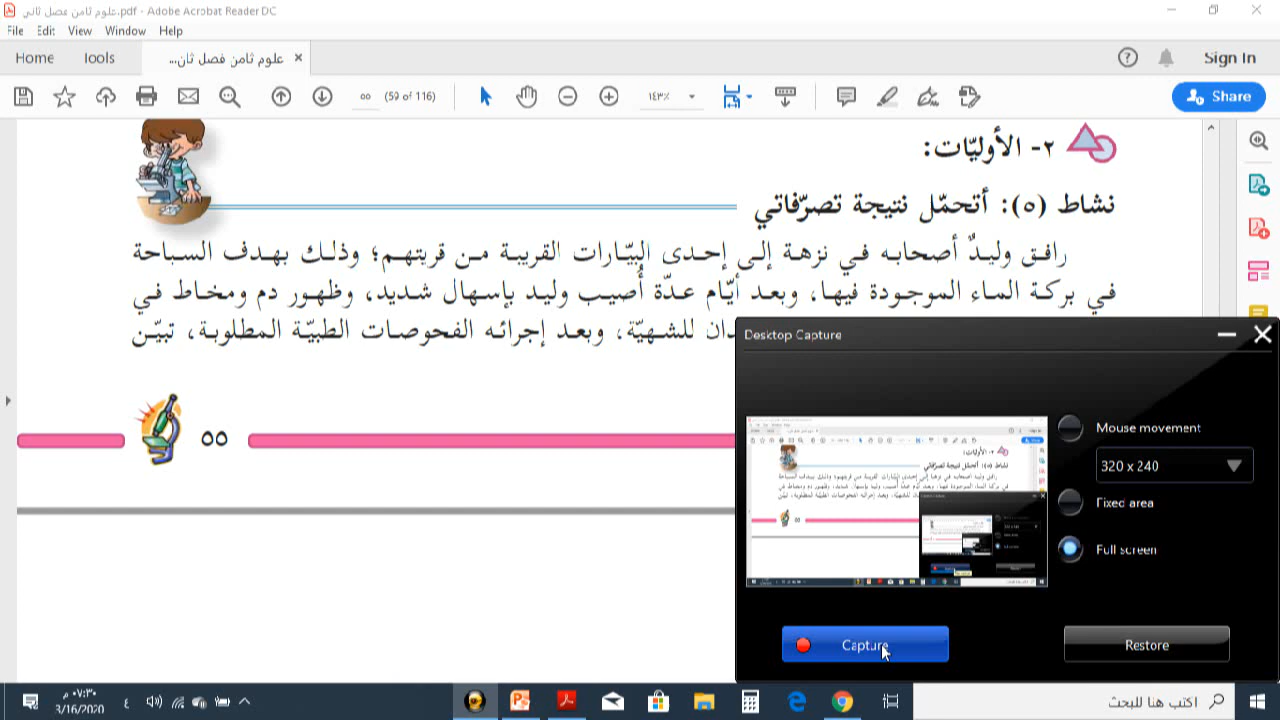 علوم ثامن فصل ثاني.pdf - Adobe Acrobat Reader DC
File Edit View Window Help
Home Tools علوم ثامن فصل ثان... Sign In
٥٥ (59 of 116) ١٤٣٪ Share
٢- الأوليّات:
نشاط (٥): أتحمّل نتيجة تصرّفاتي
رافق وليدٌ أصحابه في نزهة إلى إحدى البيّارات القريبة من قريتهم؛ وذلك بهدف السباحة
في بركة الماء الموجودة فيها، وبعد أيّام عدّة أُصيب وليد بإسهال شديد، وظهور دم ومخاط في
دان للشهيّة، وبعد إجرائه الفحوصات الطبيّة المطلوبة، تبيّن
٥٥
Desktop Capture
Mouse movement
320 x 240
Fixed area
Full screen
Capture
Restore
٠٧:٣٠ م
3/16/2020
ع
اكتب هنا للبحث